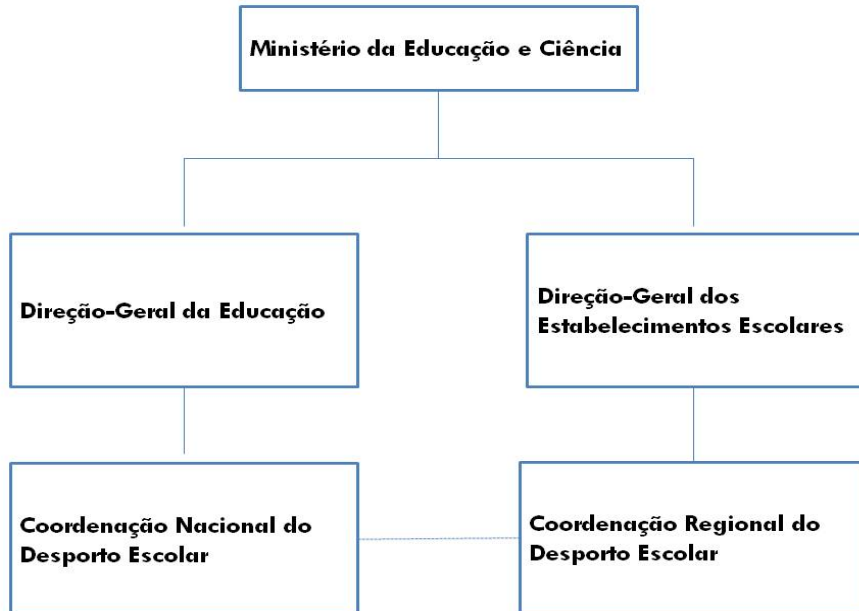 Ministério da Educação e Ciência
Direção-Geral da Educação
Direção-Geral dos
Estabelecimentos Escolares
Coordenação Nacional do
Desporto Escolar
Coordenação Regional do
Desporto Escolar